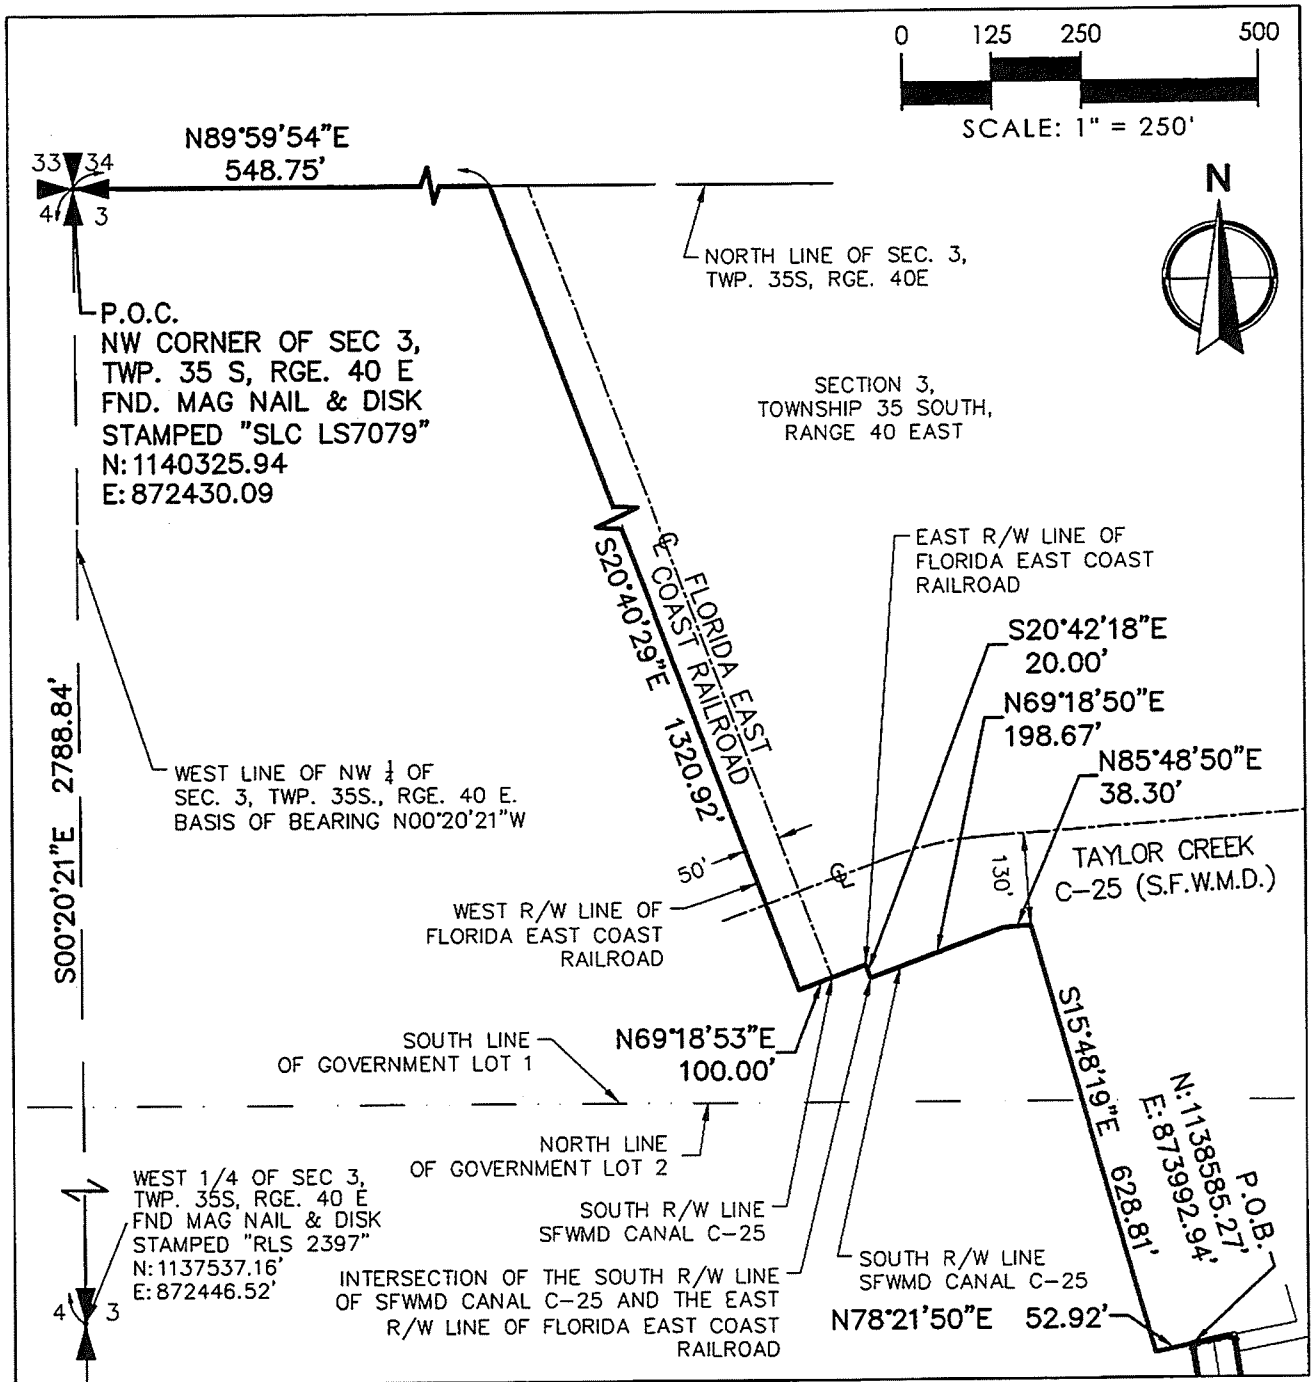 0 125 250 500
SCALE: 1" = 250'
N89°59'54"E
548.75'
33 34
4 3
N
NORTH LINE OF SEC. 3,
TWP. 35S, RGE. 40E
P.O.C.
NW CORNER OF SEC 3,
TWP. 35 S, RGE. 40 E
FND. MAG NAIL & DISK
STAMPED "SLC LS7079"
N:1140325.94
E:872430.09
SECTION 3,
TOWNSHIP 35 SOUTH,
RANGE 40 EAST
EAST R/W LINE OF
FLORIDA EAST COAST
RAILROAD
℄
FLORIDA EAST
COAST RAILROAD
S20°40'29"E 1320.92'
S20°42'18"E
20.00'
N69°18'50"E
198.67'
N85°48'50"E
38.30'
S00°20'21"E 2788.84'
WEST LINE OF NW ¼ OF
SEC. 3, TWP. 35S., RGE. 40 E.
BASIS OF BEARING N00°20'21"W
50'
℄
130'
TAYLOR CREEK
C-25 (S.F.W.M.D.)
WEST R/W LINE OF
FLORIDA EAST COAST
RAILROAD
SOUTH LINE
OF GOVERNMENT LOT 1
N69°18'53"E
100.00'
S15°48'19"E 628.81'
P.O.B.
N:1138585.27'
E:873992.94'
NORTH LINE
OF GOVERNMENT LOT 2
WEST 1/4 OF SEC 3,
TWP. 35S, RGE. 40 E
FND MAG NAIL & DISK
STAMPED "RLS 2397"
N:1137537.16'
E:872446.52'
4 3
SOUTH R/W LINE
SFWMD CANAL C-25
INTERSECTION OF THE SOUTH R/W LINE
OF SFWMD CANAL C-25 AND THE EAST
R/W LINE OF FLORIDA EAST COAST
RAILROAD
SOUTH R/W LINE
SFWMD CANAL C-25
N78°21'50"E 52.92'